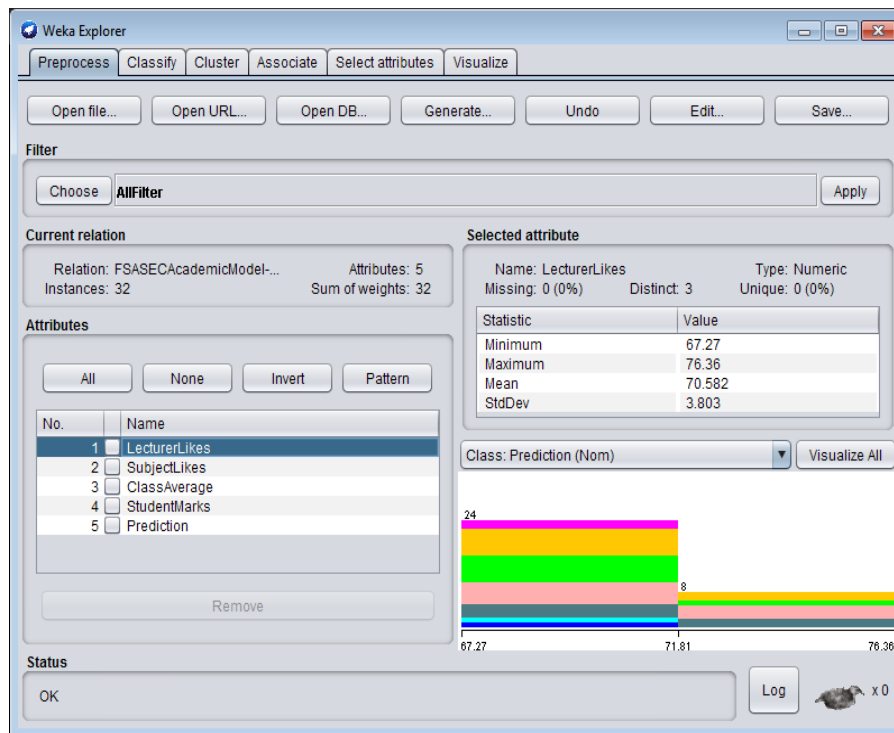 Weka Explorer
Preprocess Classify Cluster Associate Select attributes Visualize
Open file... Open URL... Open DB... Generate... Undo Edit... Save...
Filter
Choose AllFilter Apply
Current relation
Relation: FSASECAcademicModel-... Attributes: 5
Instances: 32 Sum of weights: 32
Attributes
All None Invert Pattern
No. Name
1 LecturerLikes
2 SubjectLikes
3 ClassAverage
4 StudentMarks
5 Prediction
Remove
Selected attribute
Name: LecturerLikes Type: Numeric
Missing: 0 (0%) Distinct: 3 Unique: 0 (0%)
Statistic Value
Minimum 67.27
Maximum 76.36
Mean 70.582
StdDev 3.803
Class: Prediction (Nom) Visualize All
24
8
67.27 71.81 76.36
Status
OK Log x 0